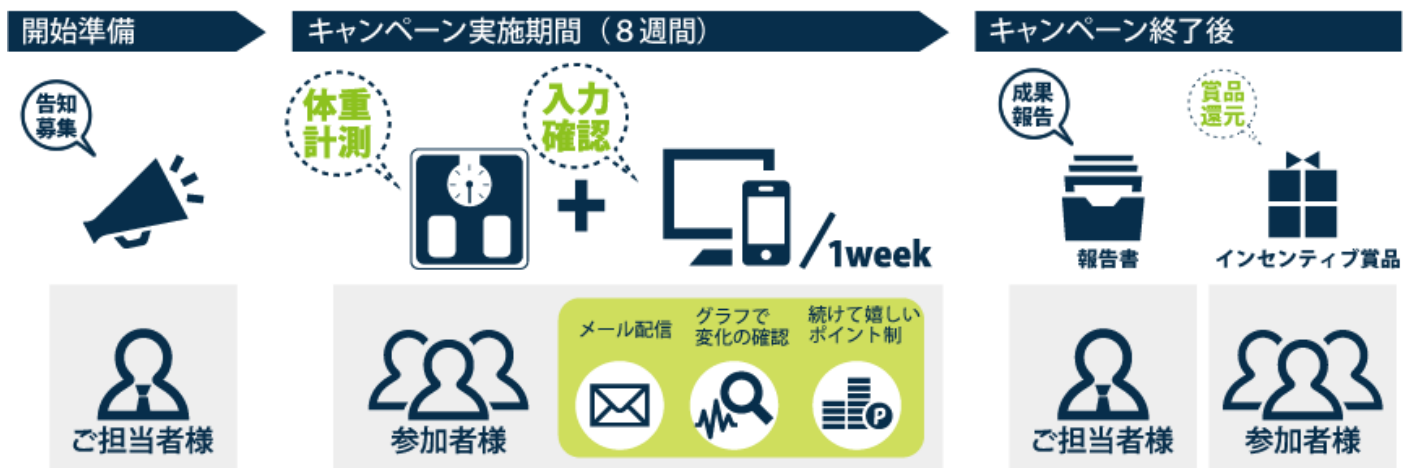 開始準備
キャンペーン実施期間（８週間）
キャンペーン終了後
告知
募集
体重
計測
入力
確認
/1week
成果
報告
賞品
還元
報告書
インセンティブ賞品
ご担当者様
参加者様
メール配信
グラフで
変化の確認
続けて嬉しい
ポイント制
P
ご担当者様
参加者様